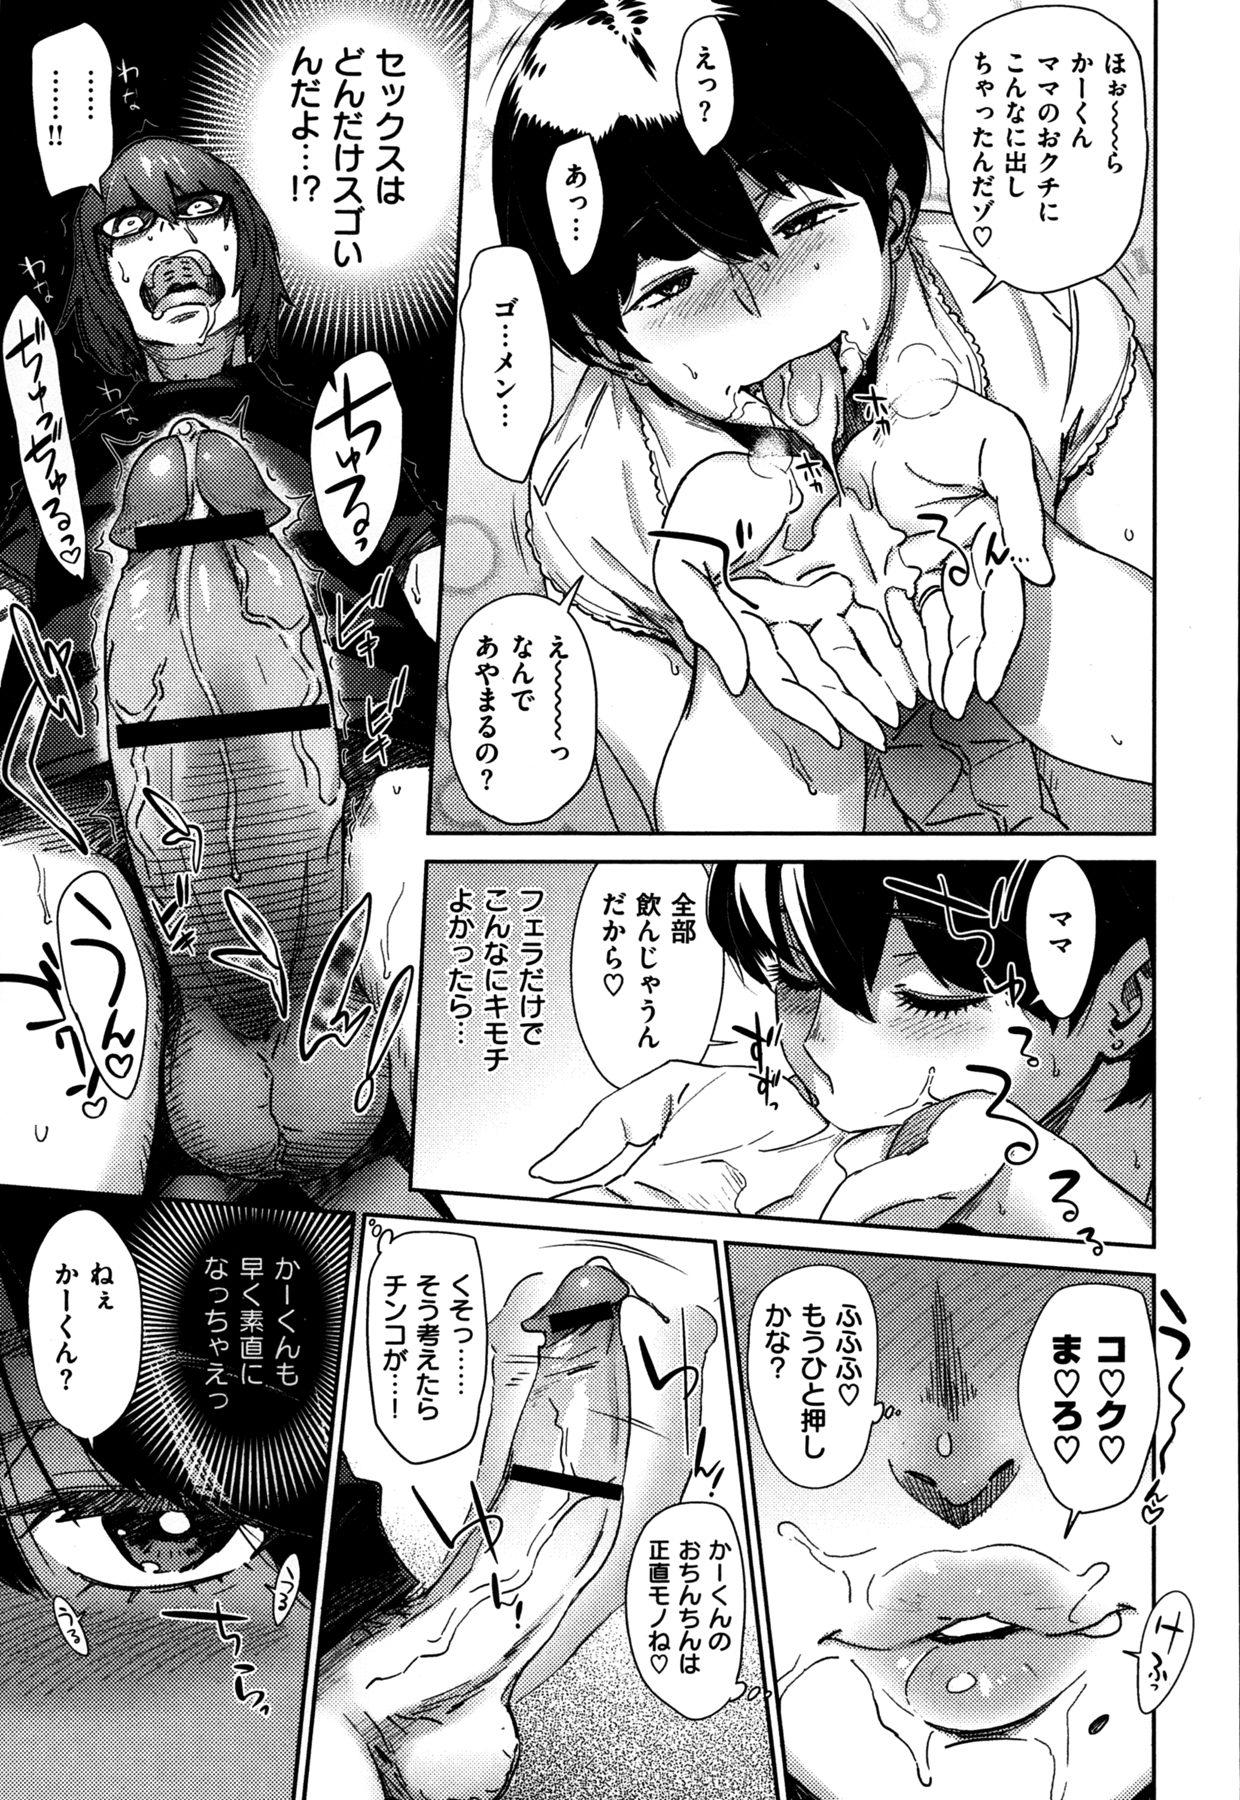 ほぉ～～～ら
かーくん
ママのおクチに
こんなに出し
ちゃったんだゾ♡
えっ？
あっ…
ゴ…メン…
え～～～～っ
なんで
あやまるの？
ホォ
ホォ
セックスは
どんだけスゴい
んだよ…!?
………
……!!
わな
わな
わな
わな
ぢゅっぢゅるっ♡
ぢゅるっ
ビキ
ビキ
ママ
全部
飲んじゃうん
だから♡
フェラだけで
こんなにキモチ
よかったら…
ずずっ
うんっ♡
コ♡ク♡
ま♡ろ♡
う～～ん♡
けふっ
ふふふ♡
もうひと押し
かな？
くそっ……
そう考えたら
チンコが…！
かーくんの
おちんちんは
正直モノね♡
かーくんも
早く素直に
なっちゃえっ
ねぇ
かーくん？
うる
うる
ちらっ